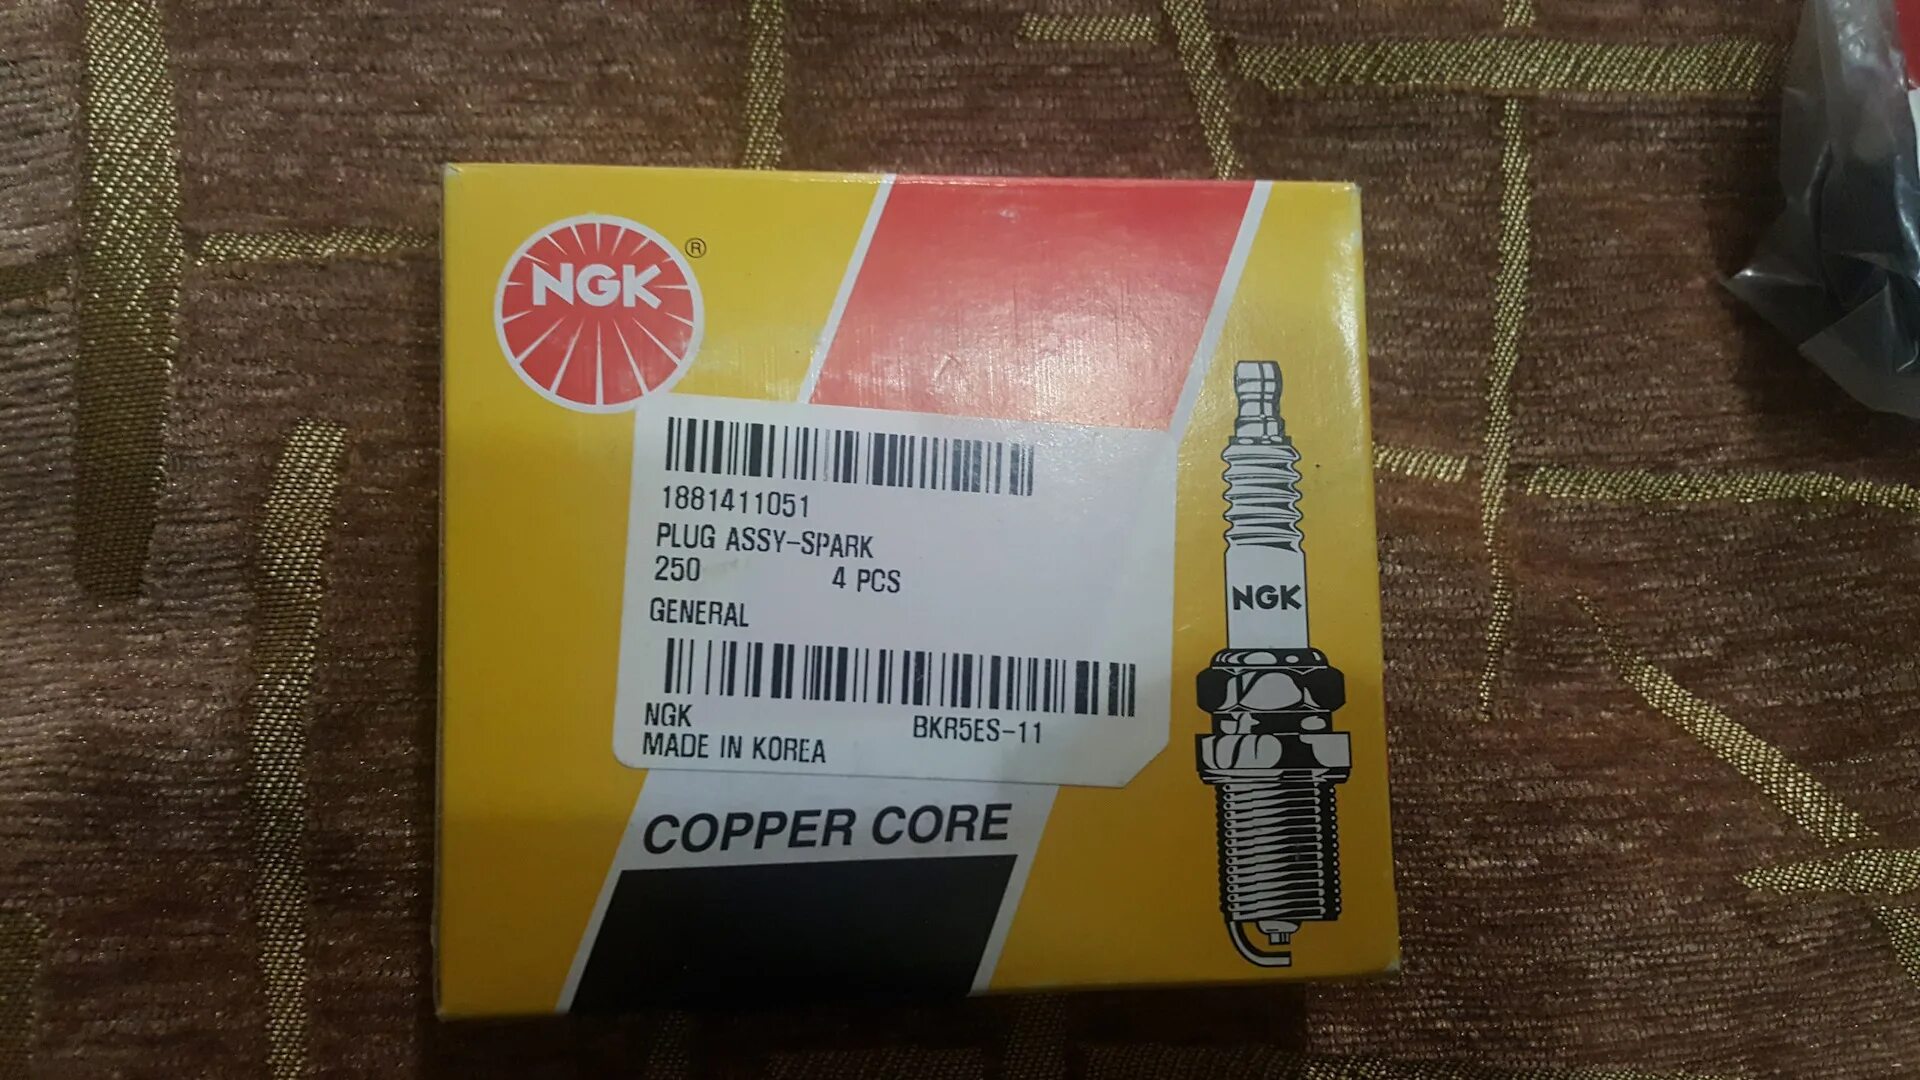 NGK ®
1881411051
PLUG ASSY-SPARK
250 4 PCS
GENERAL
NGK BKR5ES-11
MADE IN KOREA
COPPER CORE
NGK